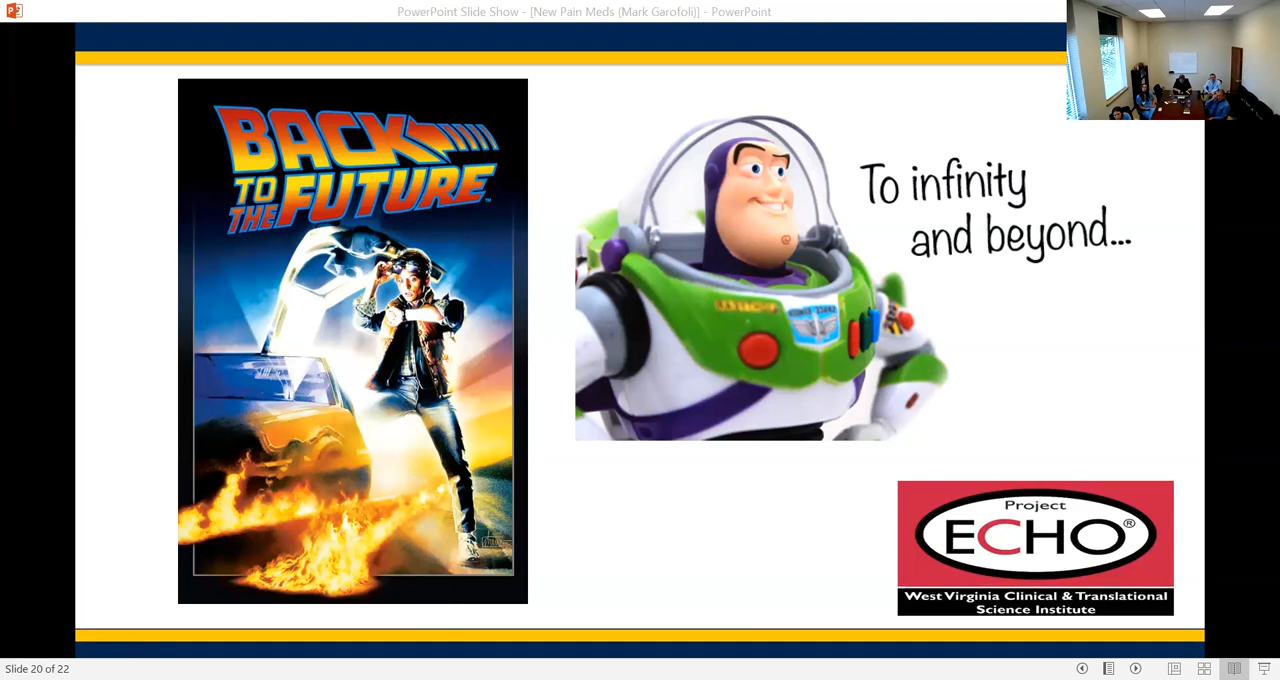 PowerPoint Slide Show - [New Pain Meds (Mark Garofoli)] - PowerPoint
BACK
TO
THE FUTURE
TM
To infinity
and beyond...
Project
ECHO®
West Virginia Clinical & Translational
Science Institute
Slide 20 of 22